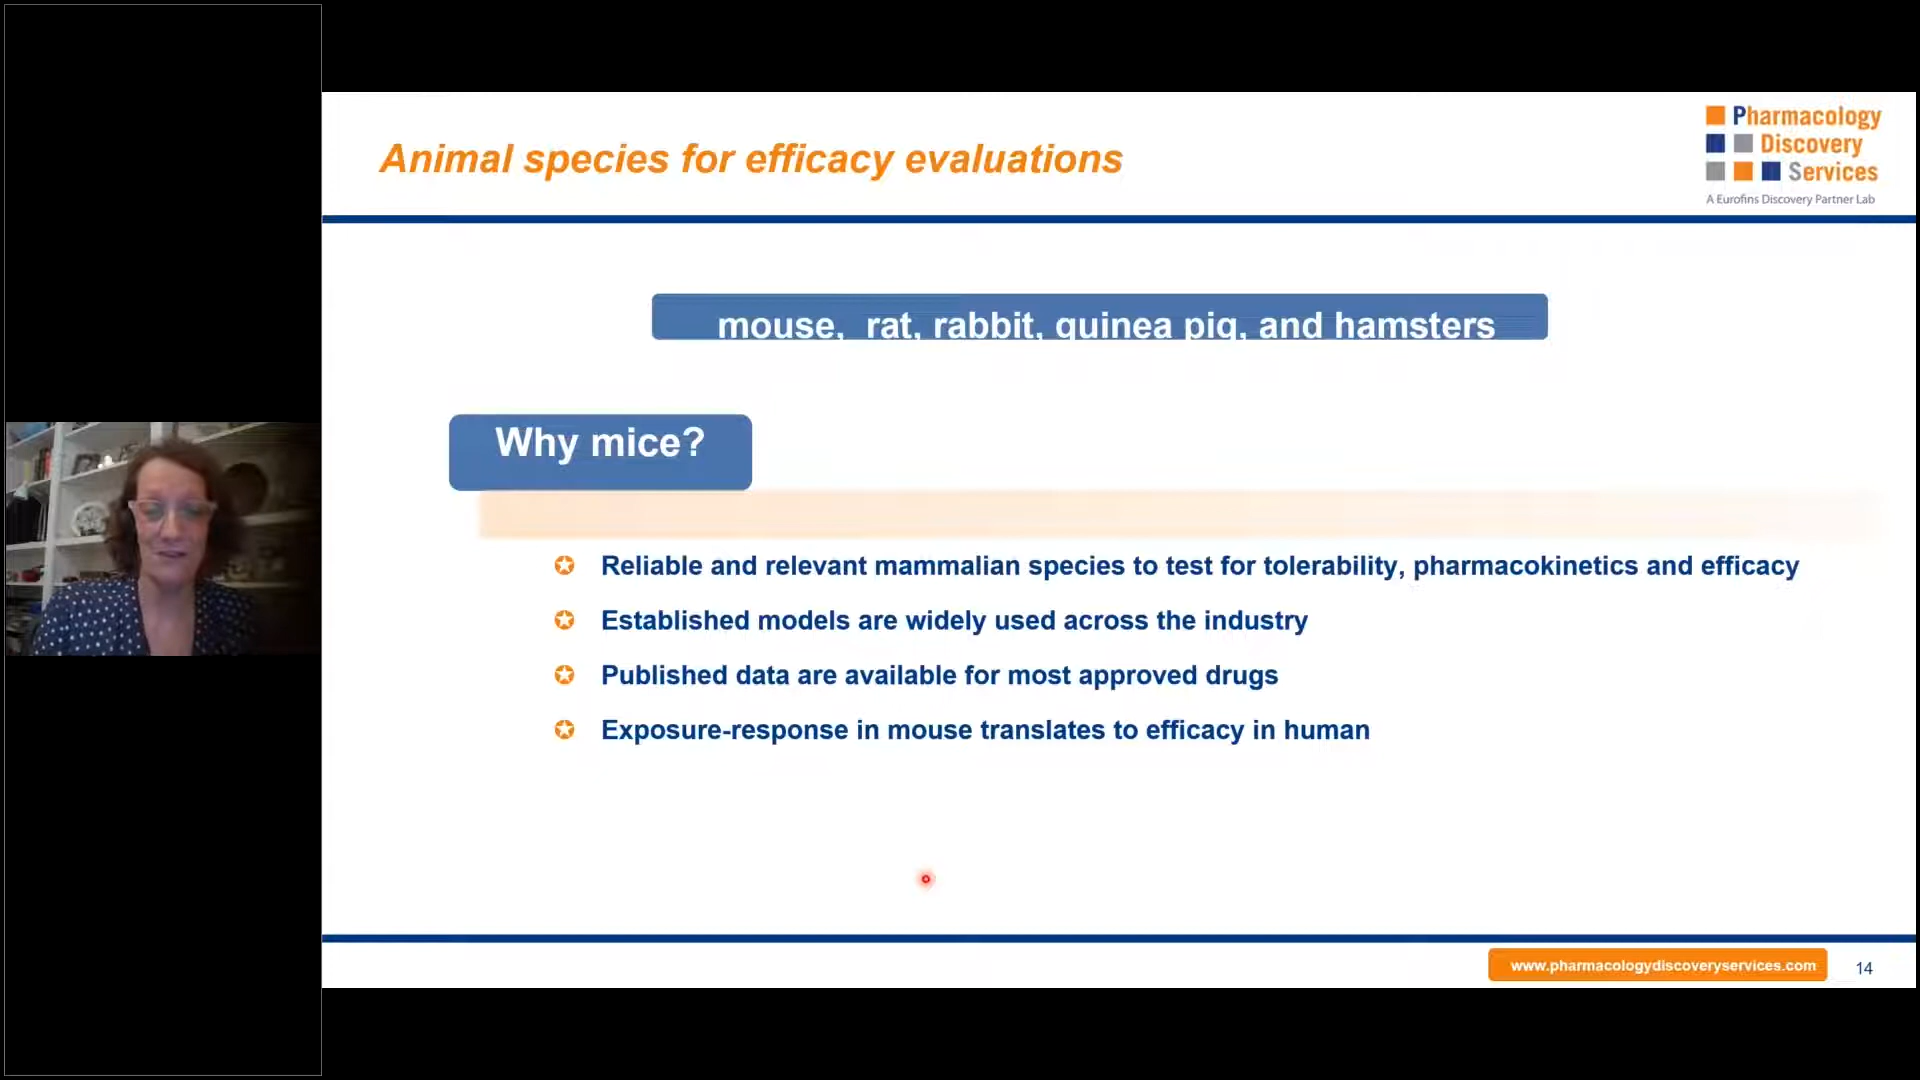 Animal species for efficacy evaluations
Pharmacology
Discovery
Services
A Eurofins Discovery Partner Lab
mouse, rat, rabbit, guinea pig, and hamsters
Why mice?
Reliable and relevant mammalian species to test for tolerability, pharmacokinetics and efficacy
Established models are widely used across the industry
Published data are available for most approved drugs
Exposure-response in mouse translates to efficacy in human
www.pharmacologydiscoveryservices.com
14